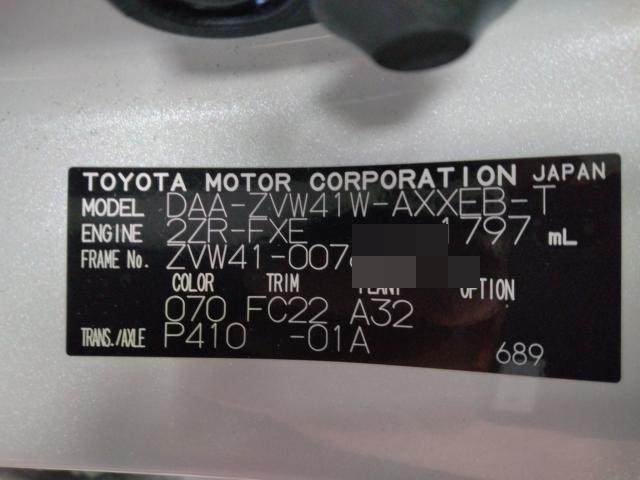 TOYOTA MOTOR CORPORATION JAPAN
MODEL DAA-ZVW41W-AXXEB-T
ENGINE 2ZR-FXE 1797 mL
FRAME No. ZVW41-007
COLOR TRIM PLANT OPTION
070 FC22 A32
TRANS./AXLE P410 -01A
689